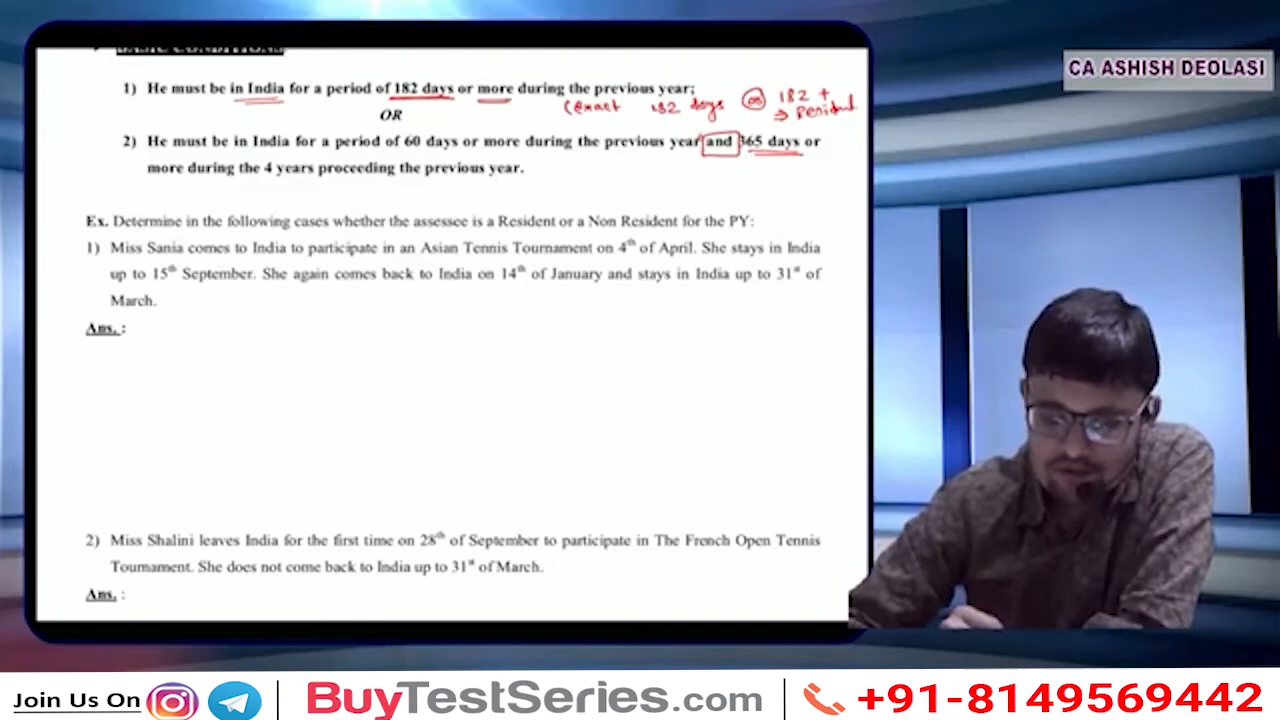 BASIC CONDITIONS
CA ASHISH DEOLASI
1) He must be in India for a period of 182 days or more during the previous year;
(exact 182 days or 182 +
⇒ Resident
OR
2) He must be in India for a period of 60 days or more during the previous year and 365 days or
more during the 4 years proceeding the previous year.
Ex. Determine in the following cases whether the assessee is a Resident or a Non Resident for the PY:
1) Miss Sania comes to India to participate in an Asian Tennis Tournament on 4th of April. She stays in India
up to 15th September. She again comes back to India on 14th of January and stays in India up to 31st of
March.
Ans. :
2) Miss Shalini leaves India for the first time on 28th of September to participate in The French Open Tennis
Tournament. She does not come back to India up to 31st of March.
Ans. :
Join Us On
BuyTestSeries.com
+91-8149569442